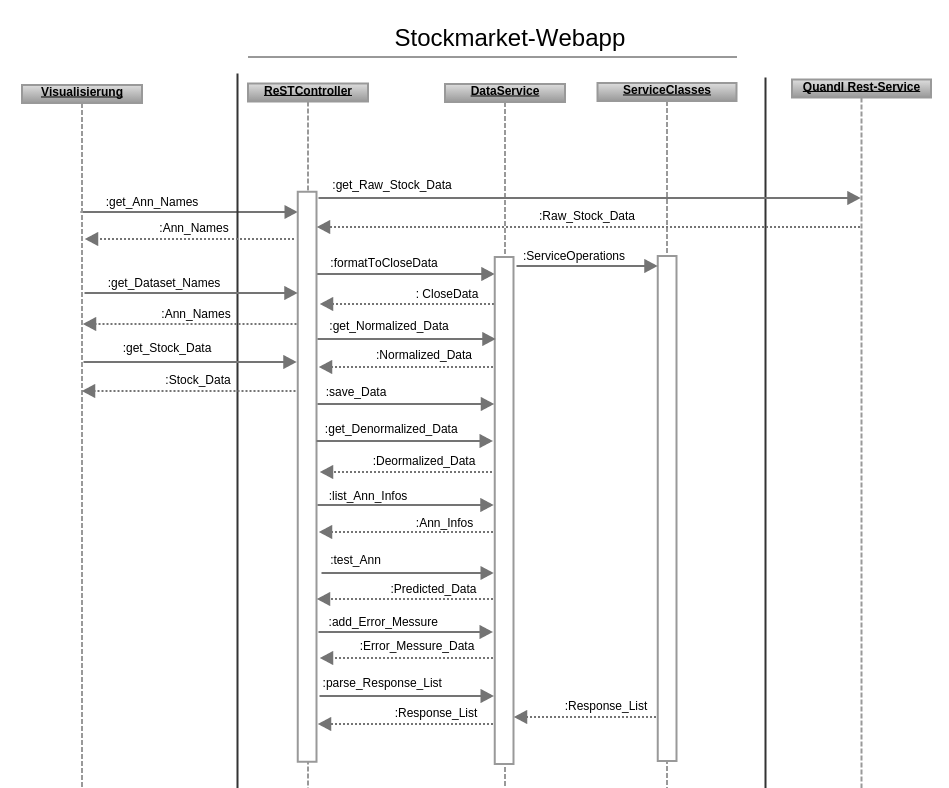 Stockmarket-Webapp
Visualisierung
ReSTController
DataService
ServiceClasses
Quandl Rest-Service
:get_Raw_Stock_Data
:get_Ann_Names
:Raw_Stock_Data
:Ann_Names
:ServiceOperations
:formatToCloseData
:get_Dataset_Names
: CloseData
:Ann_Names
:get_Normalized_Data
:get_Stock_Data
:Normalized_Data
:Stock_Data
:save_Data
:get_Denormalized_Data
:Deormalized_Data
:list_Ann_Infos
:Ann_Infos
:test_Ann
:Predicted_Data
:add_Error_Messure
:Error_Messure_Data
:parse_Response_List
:Response_List
:Response_List